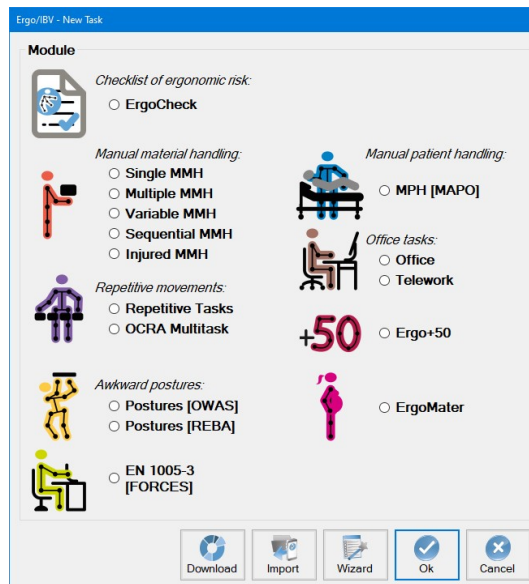 Ergo/IBV - New Task
Module
Checklist of ergonomic risk:
ErgoCheck
Manual material handling:
Single MMH
Multiple MMH
Variable MMH
Sequential MMH
Injured MMH
Repetitive movements:
Repetitive Tasks
OCRA Multitask
Awkward postures:
Postures [OWAS]
Postures [REBA]
EN 1005-3
[FORCES]
Manual patient handling:
MPH [MAPO]
Office tasks:
Office
Telework
+50
Ergo+50
ErgoMater
Download
Import
Wizard
Ok
Cancel